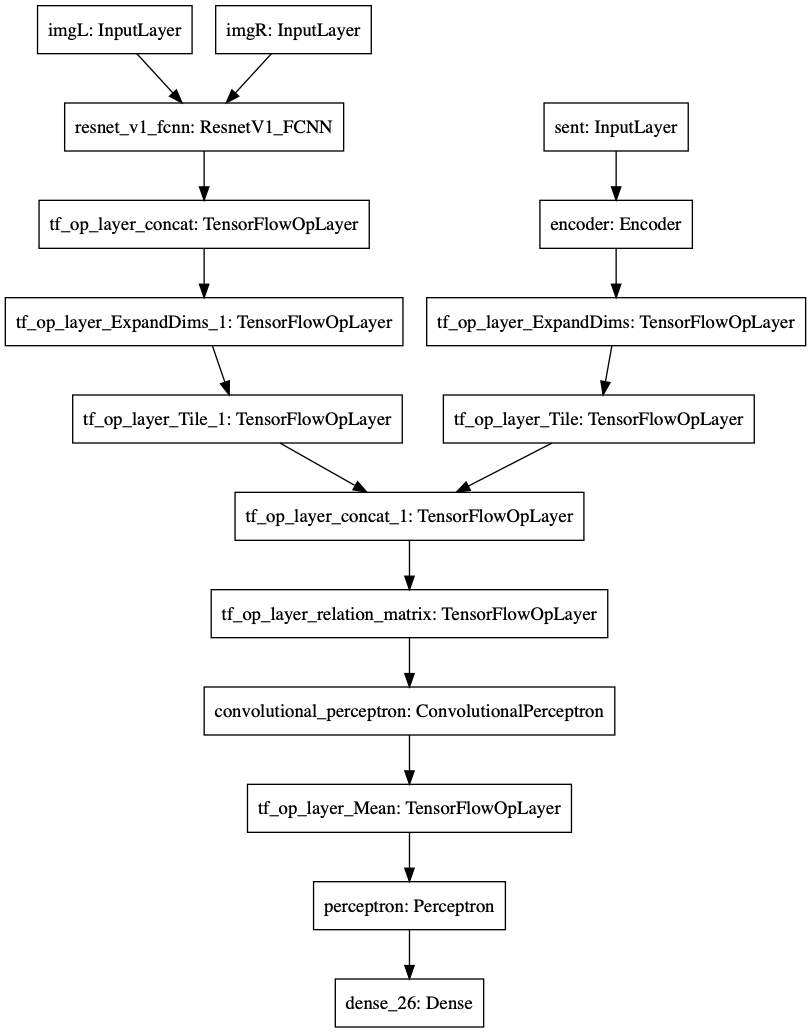 imgL: InputLayer
imgR: InputLayer
resnet_v1_fcnn: ResnetV1_FCNN
sent: InputLayer
tf_op_layer_concat: TensorFlowOpLayer
encoder: Encoder
tf_op_layer_ExpandDims_1: TensorFlowOpLayer
tf_op_layer_ExpandDims: TensorFlowOpLayer
tf_op_layer_Tile_1: TensorFlowOpLayer
tf_op_layer_Tile: TensorFlowOpLayer
tf_op_layer_concat_1: TensorFlowOpLayer
tf_op_layer_relation_matrix: TensorFlowOpLayer
convolutional_perceptron: ConvolutionalPerceptron
tf_op_layer_Mean: TensorFlowOpLayer
perceptron: Perceptron
dense_26: Dense